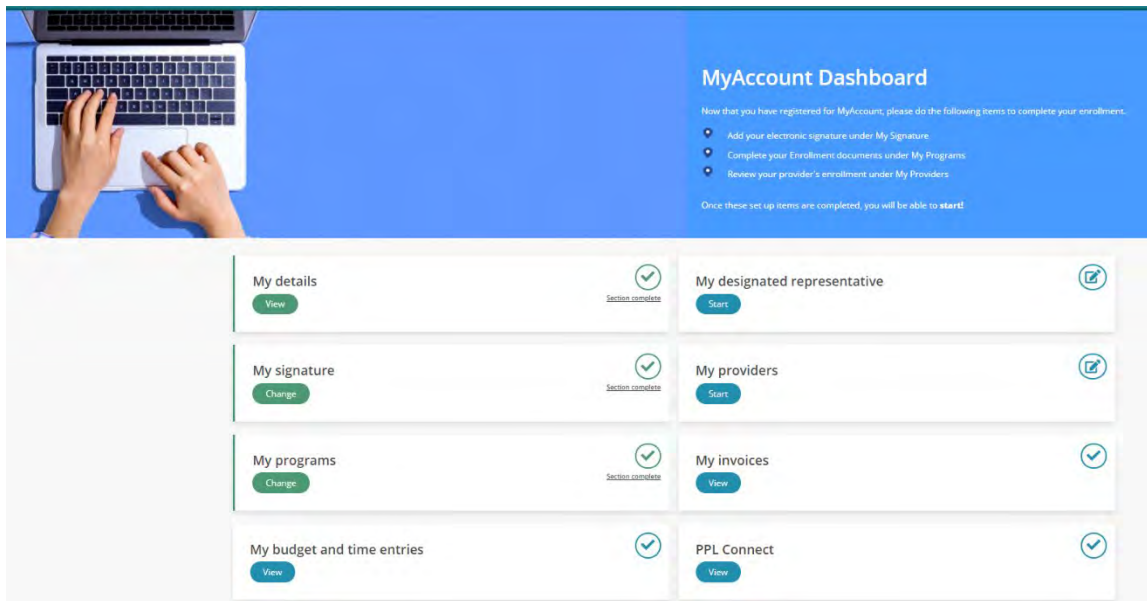 MyAccount Dashboard
Now that you have registered for MyAccount, please do the following items to complete your enrollment.
Add your electronic signature under My Signature
Complete your Enrollment documents under My Programs
Review your provider's enrollment under My Providers
Once these set up items are completed, you will be able to start!
My details
View
Section complete
My designated representative
Start
My signature
Change
Section complete
My providers
Start
My programs
Change
Section complete
My invoices
View
My budget and time entries
View
PPL Connect
View